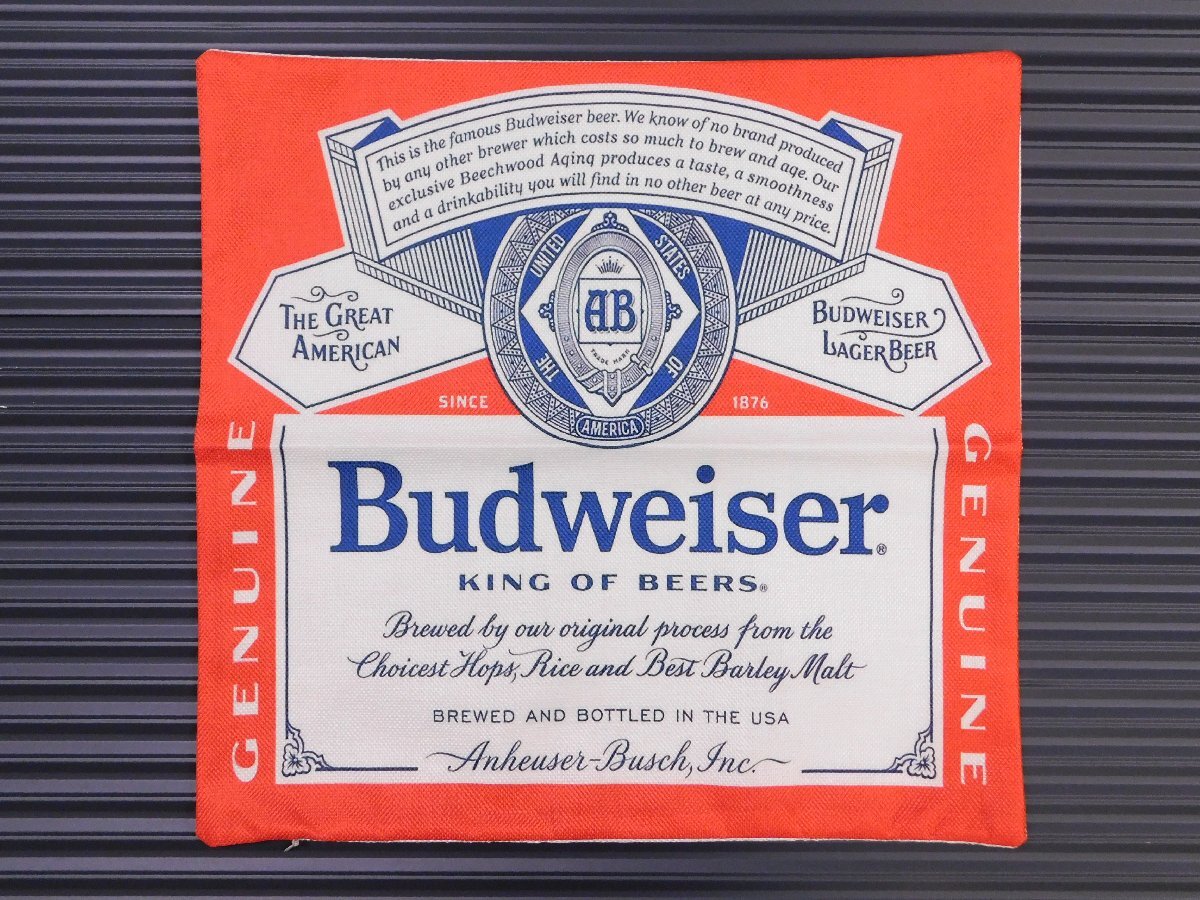 This is the famous Budweiser beer. We know of no brand produced
by any other brewer which costs so much to brew and age. Our
exclusive Beechwood Aging produces a taste, a smoothness
and a drinkability you will find in no other beer at any price.
THE GREAT
AMERICAN
BUDWEISER
LAGER BEER
THE UNITED STATES OF
AMERICA
AB
TRADE MARK
SINCE 1876
GENUINE
GENUINE
Budweiser®
KING OF BEERS®
Brewed by our original process from the
Choicest Hops, Rice and Best Barley Malt
BREWED AND BOTTLED IN THE USA
Anheuser-Busch, Inc.